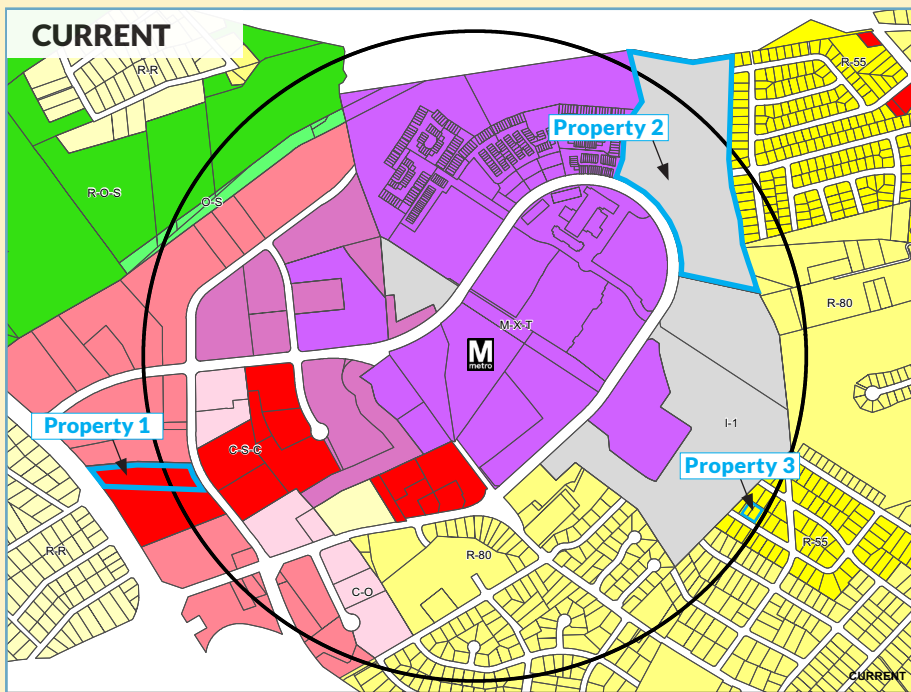 CURRENT
R-R
R-55
Property 2
R-O-S
O-S
R-80
M-X-T
M
metro
Property 1
C-S-C
I-1
Property 3
R-R
R-80
R-55
C-O
CURRENT